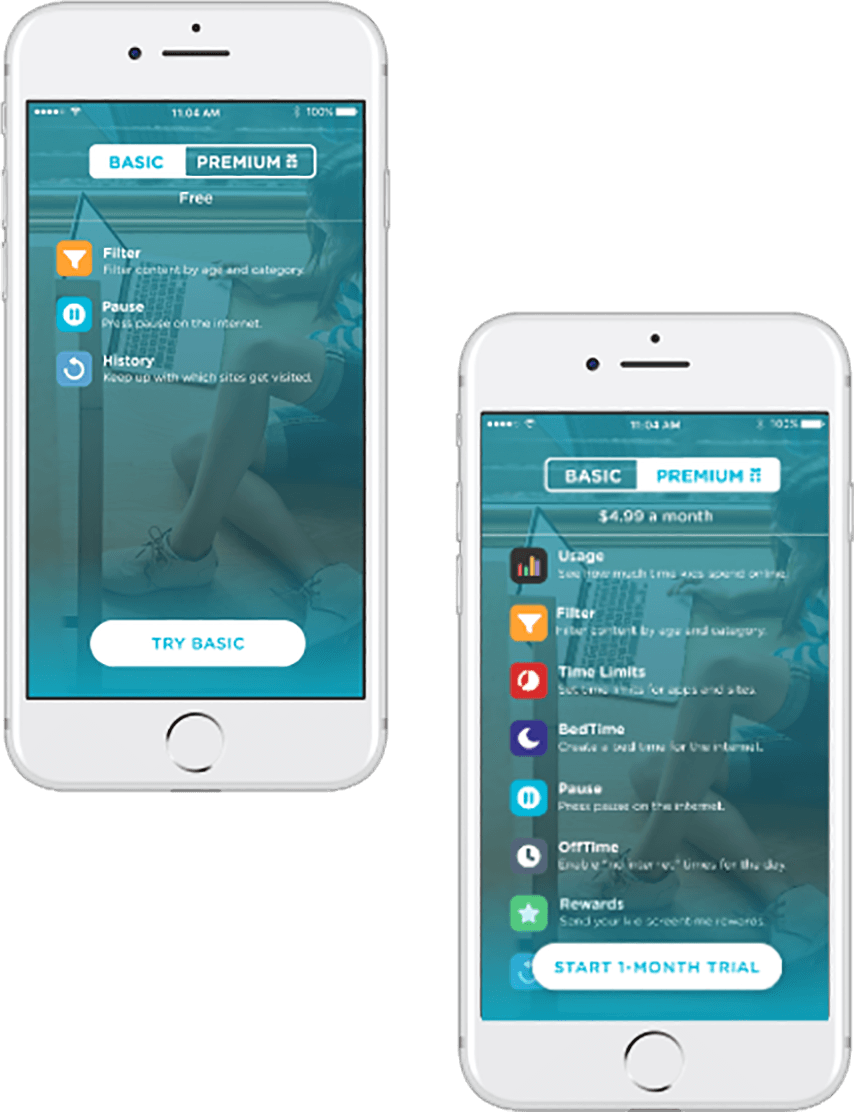 11:04 AM
100%
BASIC
PREMIUM
Free
Filter
Filter content by age and category.
Pause
Press pause on the internet.
History
Keep up with which sites get visited.
TRY BASIC
11:04 AM
100%
BASIC
PREMIUM
$4.99 a month
Usage
See how much time kids spend online.
Filter
Filter content by age and category.
Time Limits
Set time limits for apps and sites.
BedTime
Create a bed time for the internet.
Pause
Press pause on the internet.
OffTime
Enable "no internet" times for the day.
Rewards
Send your kid screentime rewards.
START 1-MONTH TRIAL